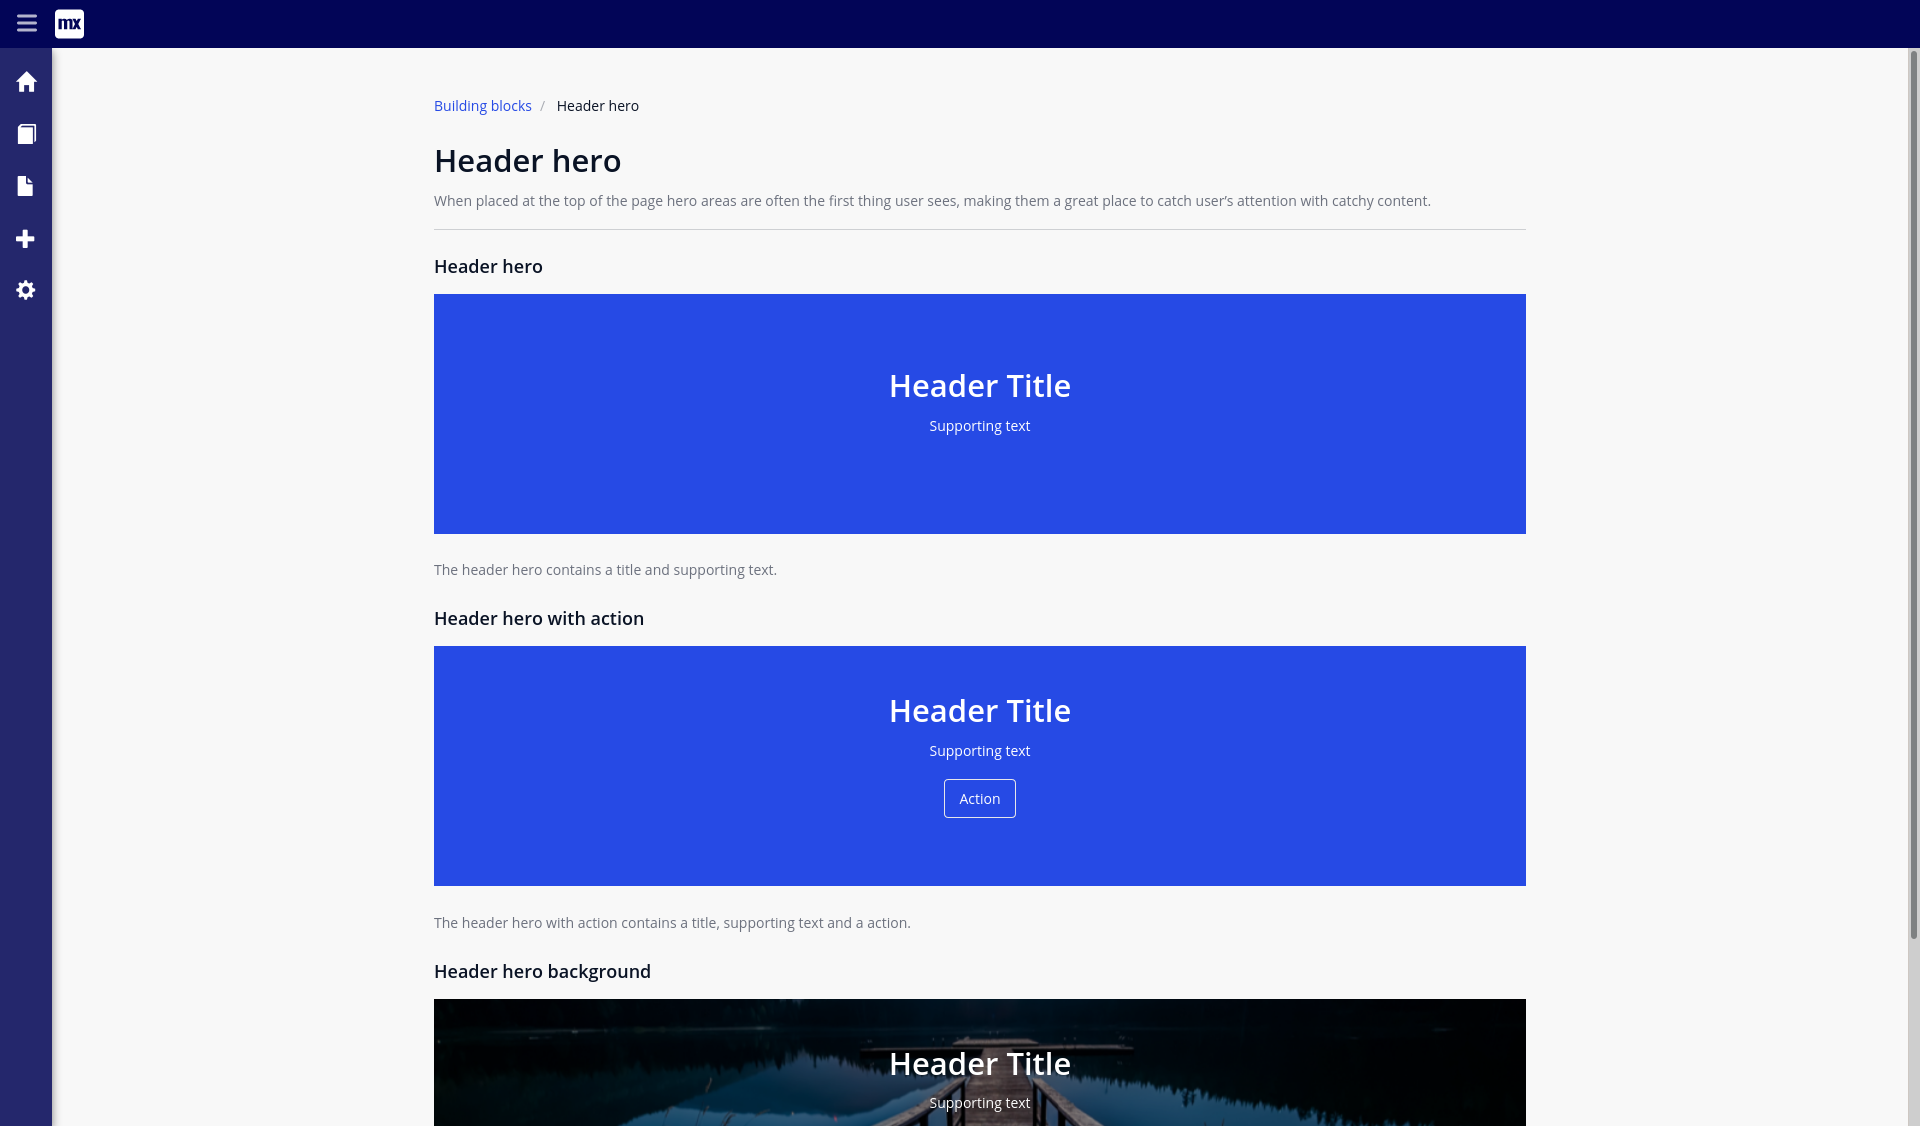 mx
Building blocks / Header hero
Header hero
When placed at the top of the page hero areas are often the first thing user sees, making them a great place to catch user's attention with catchy content.
Header hero
Header Title
Supporting text
The header hero contains a title and supporting text.
Header hero with action
Header Title
Supporting text
Action
The header hero with action contains a title, supporting text and a action.
Header hero background
Header Title
Supporting text